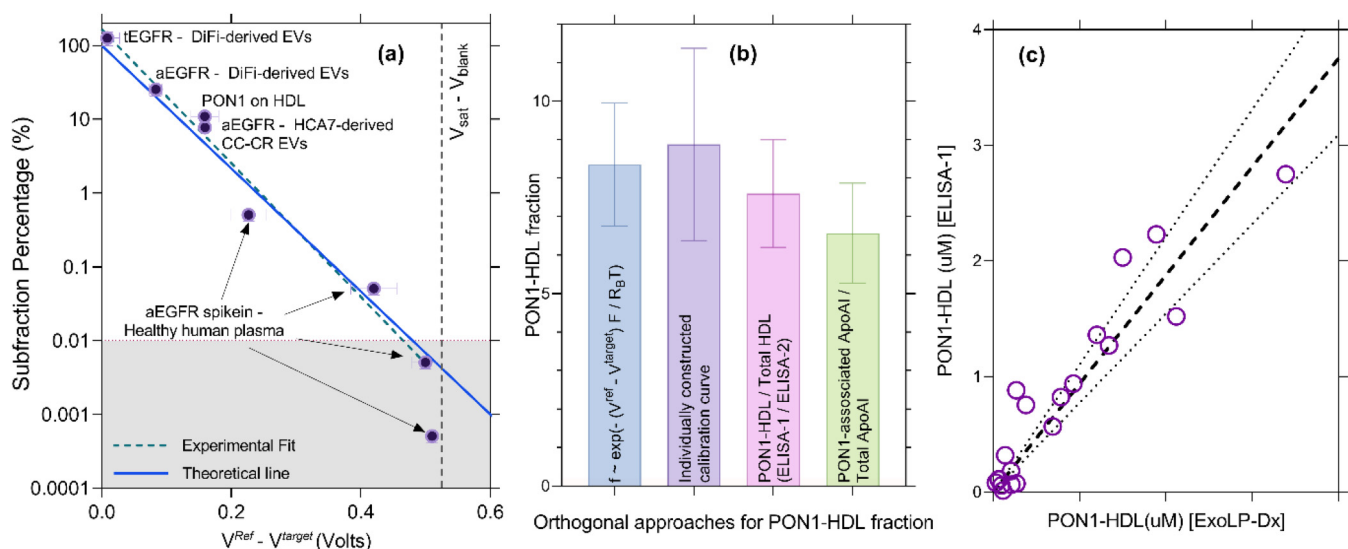 (a)
tEGFR - DiFi-derived EVs
aEGFR - DiFi-derived EVs
PON1 on HDL
aEGFR - HCA7-derived
CC-CR EVs
aEGFR spikein -
Healthy human plasma
Vsat - Vblank
Experimental Fit
Theoretical line
Subfraction Percentage (%)
100
10
1
0.1
0.01
0.001
0.0001
0.0
0.2
0.4
0.6
VRef - Vtarget (Volts)
(b)
PON1-HDL fraction
10
5
0
f ~ exp(- (Vref - Vtarget) F / RBT)
Individually constructed
calibration curve
PON1-HDL / Total HDL
(ELISA-1 / ELISA-2)
PON1-assosciated ApoAI /
Total ApoAI
Orthogonal approaches for PON1-HDL fraction
(c)
PON1-HDL (uM) [ELISA-1]
4
3
2
1
0
PON1-HDL(uM) [ExoLP-Dx]